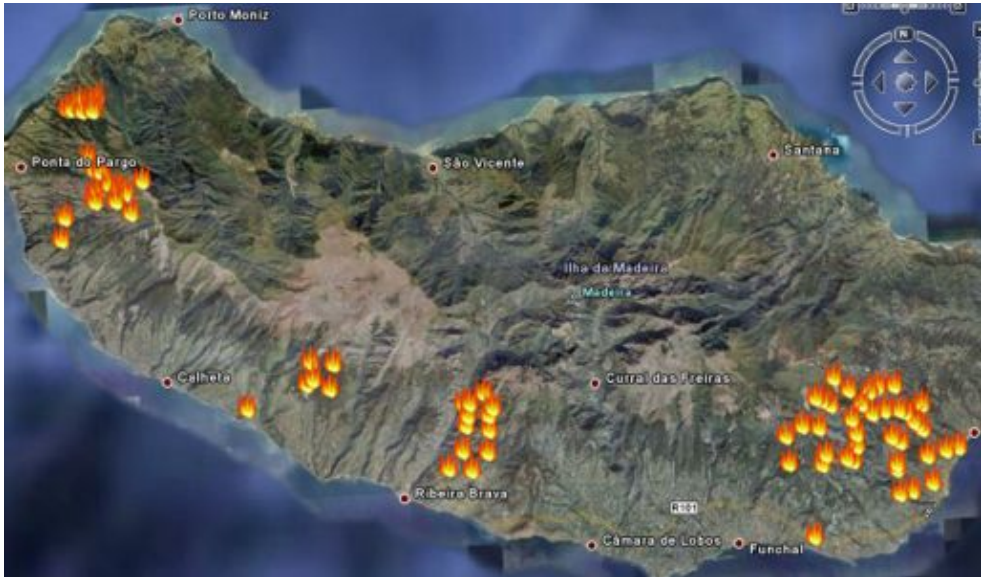 Porto Moniz
N
Santana
Ponta do Pargo
São Vicente
Ilha da Madeira
Madeira
Calheta
Curral das Freiras
Ribeira Brava
R101
Câmara de Lobos
Funchal